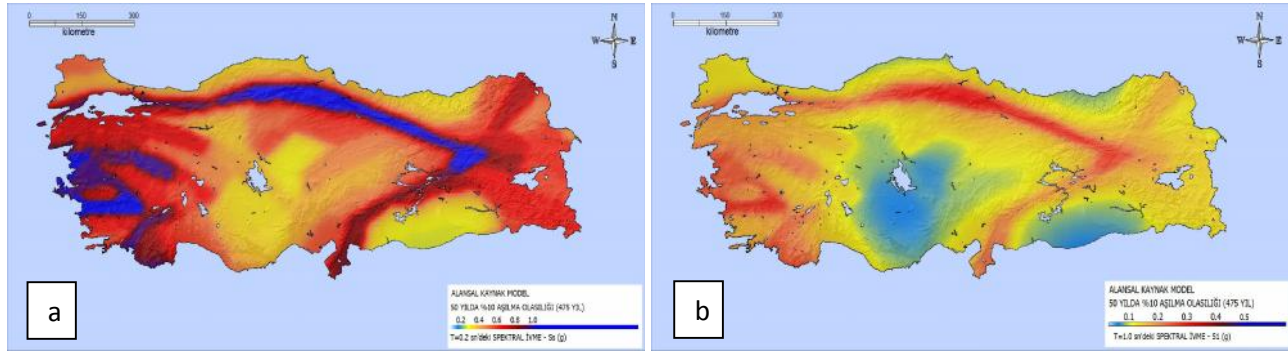 0 150 300
kilometre
N
W E
S
a
ALANSAL KAYNAK MODEL
50 YILDA %10 AŞILMA OLASILIĞI (475 YIL)
0.2 0.4 0.6 0.8 1.0
T=0.2 sn'deki SPEKTRAL İVME - Ss (g)
0 150 300
kilometre
N
W E
S
b
ALANSAL KAYNAK MODEL
50 YILDA %10 AŞILMA OLASILIĞI (475 YIL)
0.1 0.2 0.3 0.4 0.5
T=1.0 sn'deki SPEKTRAL İVME - S1 (g)